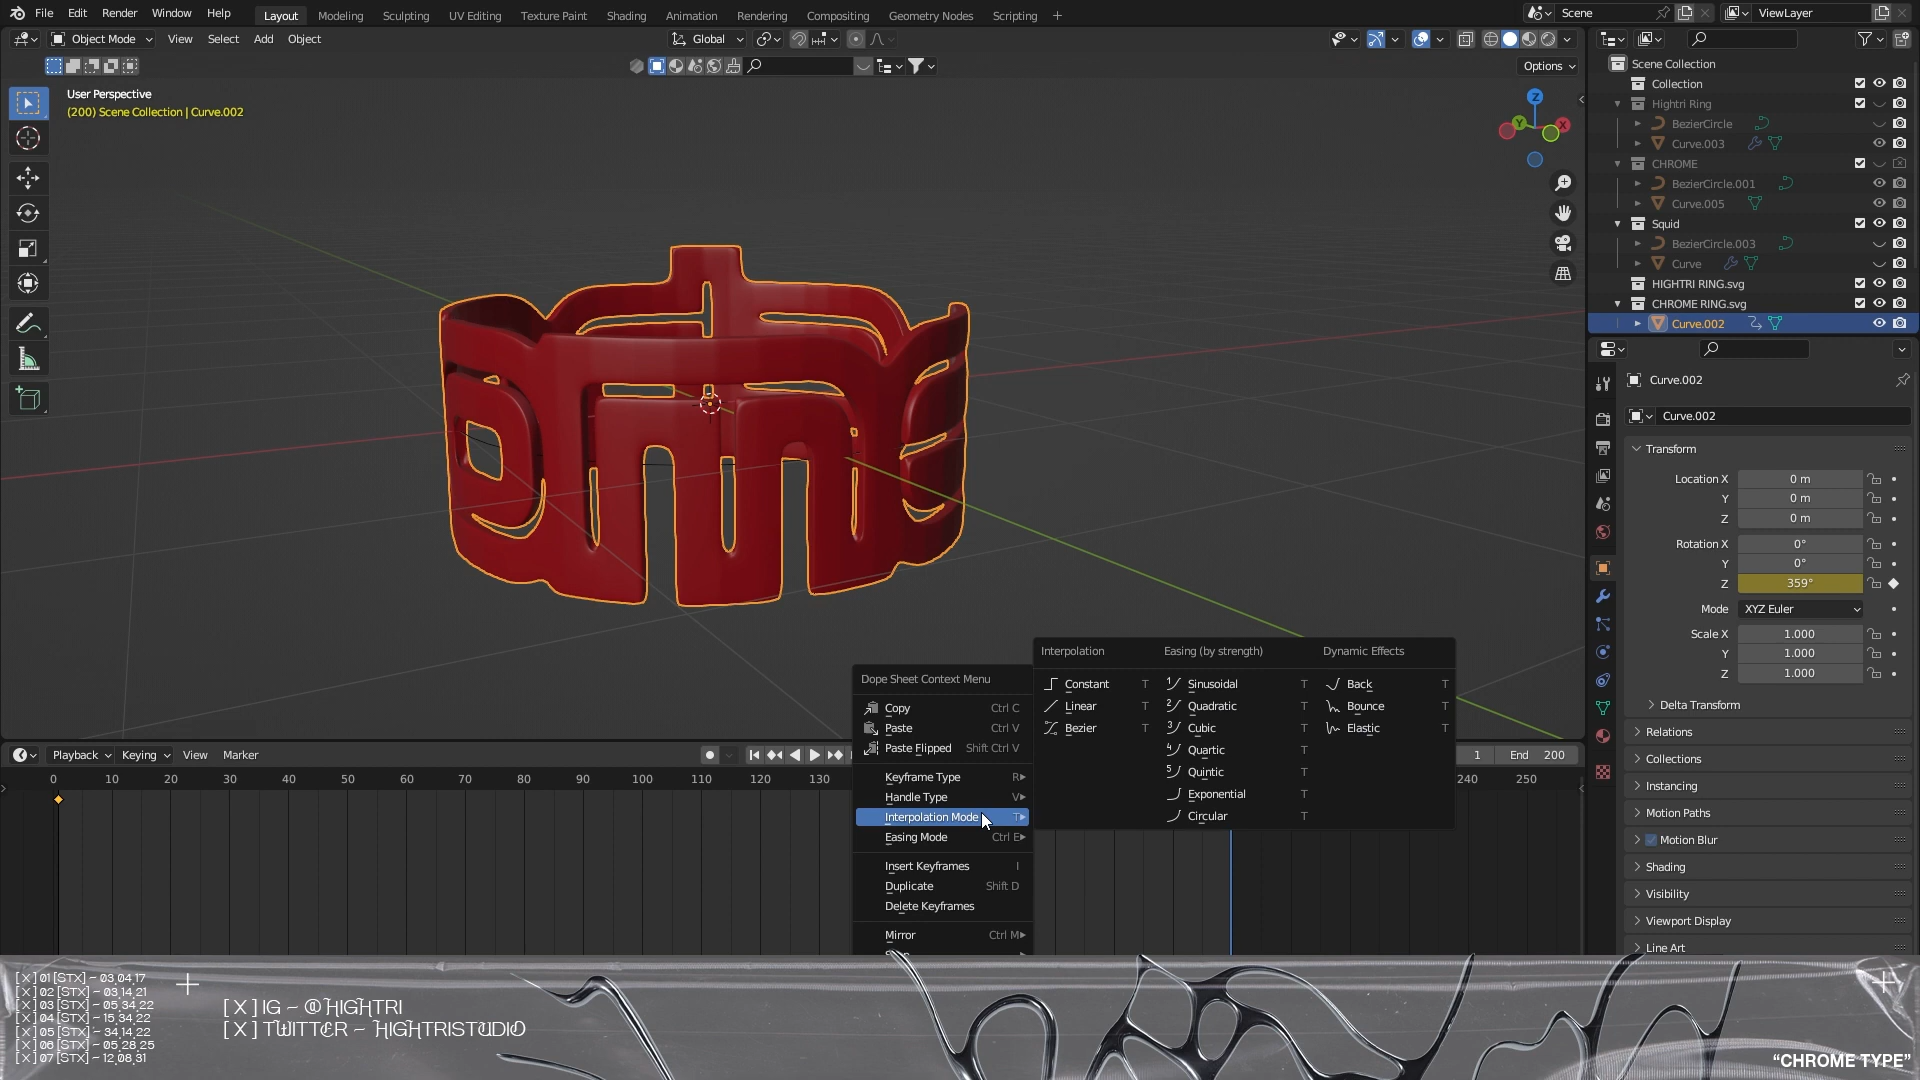 File Edit Render Window Help
Layout Modeling Sculpting UV Editing Texture Paint Shading Animation Rendering Compositing Geometry Nodes Scripting +
Scene
ViewLayer
Object Mode View Select Add Object
Global
Options
User Perspective
(200) Scene Collection | Curve.002
Z
Y
X
Scene Collection
Collection
Hightri Ring
BezierCircle
Curve.003
CHROME
BezierCircle.001
Curve.005
Squid
BezierCircle.003
Curve
HIGHTRI RING.svg
CHROME RING.svg
Curve.002
Curve.002
Curve.002
Transform
Location X 0 m
Y 0 m
Z 0 m
Rotation X 0°
Y 0°
Z 359°
Mode XYZ Euler
Scale X 1.000
Y 1.000
Z 1.000
Delta Transform
Relations
Collections
Instancing
Motion Paths
Motion Blur
Shading
Visibility
Viewport Display
Line Art
Dope Sheet Context Menu
Copy Ctrl C
Paste Ctrl V
Paste Flipped Shift Ctrl V
Keyframe Type R
Handle Type V
Interpolation Mode T
Easing Mode Ctrl E
Insert Keyframes I
Duplicate Shift D
Delete Keyframes
Mirror Ctrl M
Interpolation Easing (by strength) Dynamic Effects
Constant T Sinusoidal T Back T
Linear T Quadratic T Bounce T
Bezier T Cubic T Elastic T
Quartic T
Quintic T
Exponential T
Circular T
Playback Keying View Marker
1 End 200
0 10 20 30 40 50 60 70 80 90 100 110 120 130 240 250
[X] 01 [STX] – 03.04.17
[X] 02 [STX] – 03.14.21
[X] 03 [STX] – 05.34.22
[X] 04 [STX] – 15.34.22
[X] 05 [STX] – 34.14.22
[X] 06 [STX] – 05.28.25
[X] 07 [STX] – 12.08.31
[X] IG – @HIGHTRI
[X] TWITTER – HIGHTRISTUDIO
“CHROME TYPE”